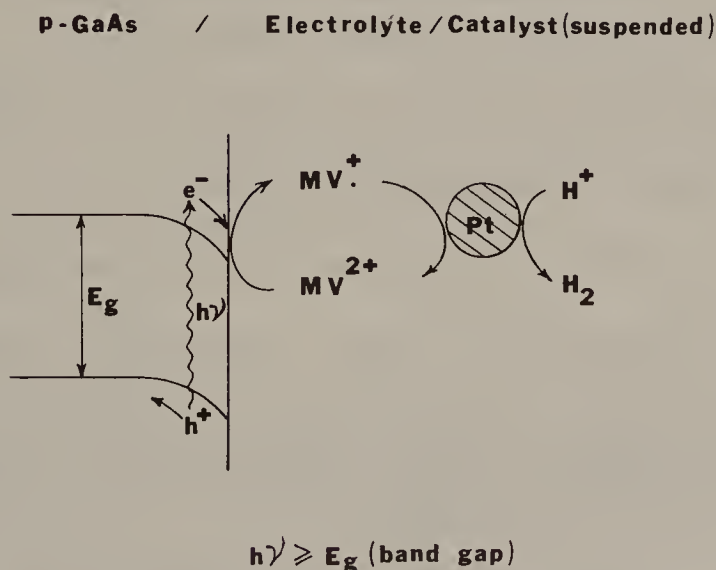 p-GaAs / Electrolyte/Catalyst(suspended)
e⁻ MV⁺. H⁺
Pt
Eg hν MV²⁺ H₂
h⁺
hν ≥ Eg (band gap)